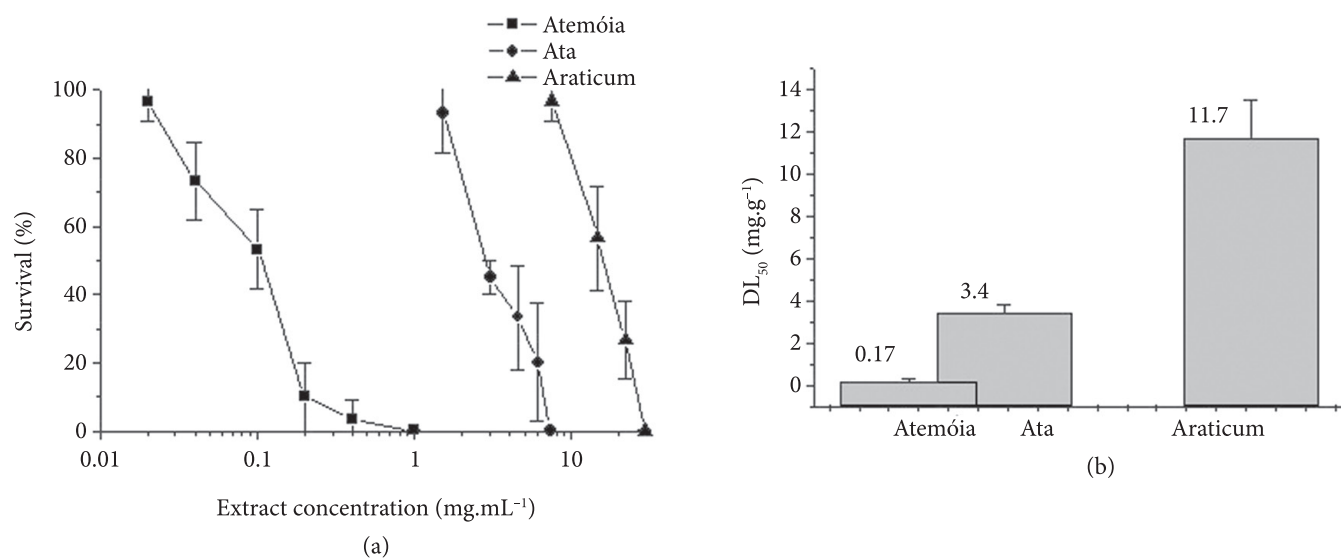 Atemóia
Ata
Araticum
100
80
60
40
20
0
Survival (%)
0.01 0.1 1 10
Extract concentration (mg.mL⁻¹)
(a)
14
12
10
8
6
4
2
0
DL₅₀ (mg.g⁻¹)
0.17
3.4
11.7
Atemóia Ata Araticum
(b)